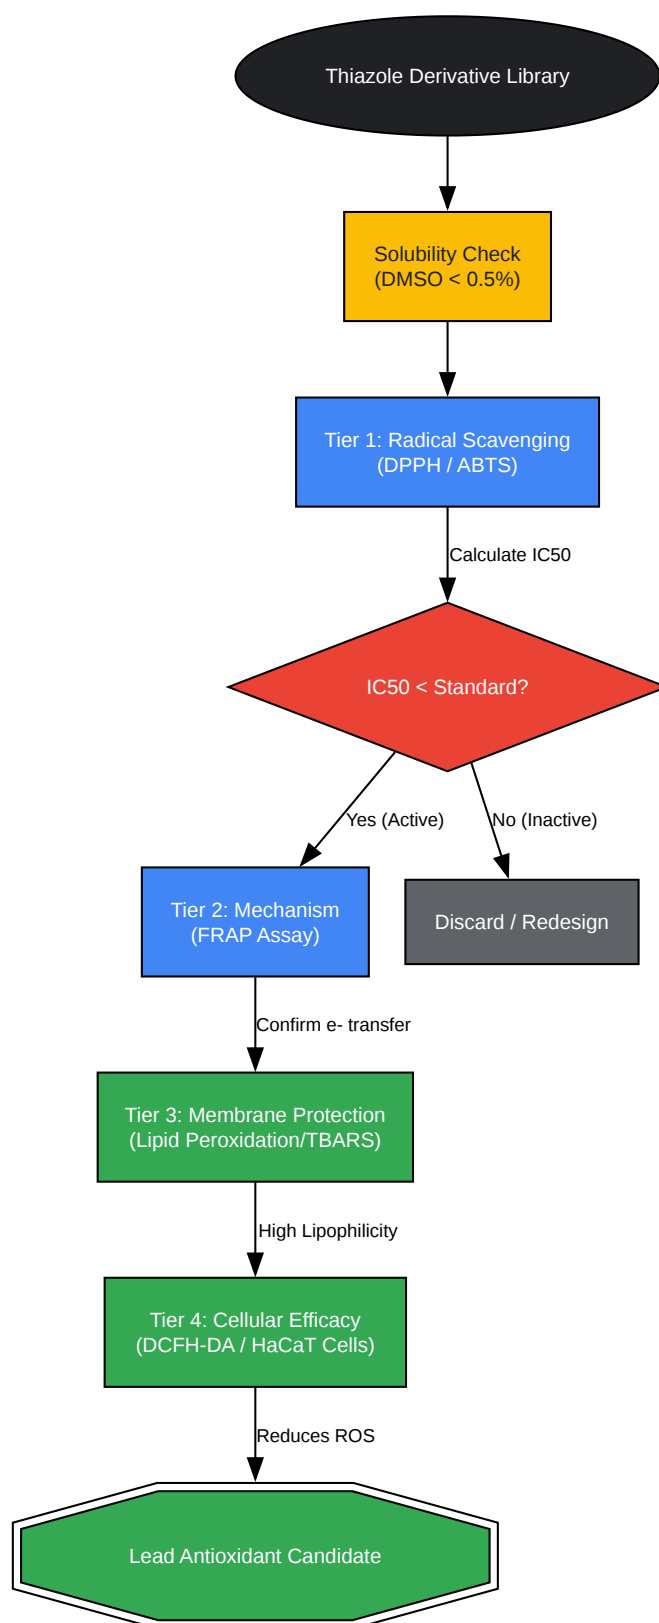 Thiazole Derivative Library
Solubility Check
(DMSO < 0.5%)
Tier 1: Radical Scavenging
(DPPH / ABTS)
Calculate IC50
IC50 < Standard?
Yes (Active)
No (Inactive)
Tier 2: Mechanism
(FRAP Assay)
Discard / Redesign
Confirm e- transfer
Tier 3: Membrane Protection
(Lipid Peroxidation/TBARS)
High Lipophilicity
Tier 4: Cellular Efficacy
(DCFH-DA / HaCaT Cells)
Reduces ROS
Lead Antioxidant Candidate